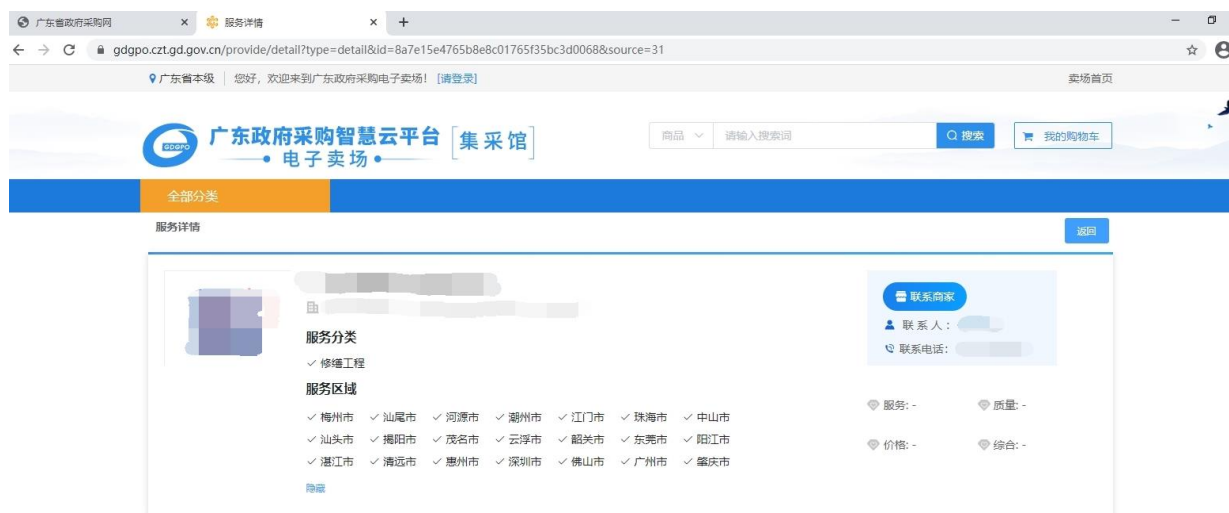 广东省政府采购网
服务详情
gdgpo.czt.gd.gov.cn/provide/detail?type=detail&id=8a7e15e4765b8e8c01765f35bc3d0068&source=31
广东省本级 您好，欢迎来到广东政府采购电子卖场! [请登录] 卖场首页
GDGPO
广东政府采购智慧云平台 [集采馆]
电子卖场
商品 请输入搜索词 搜索 我的购物车
全部分类
服务详情 返回
联系商家
联系人:
联系电话:
服务分类
修缮工程
服务区域
梅州市 汕尾市 河源市 潮州市 江门市 珠海市 中山市
汕头市 揭阳市 茂名市 云浮市 韶关市 东莞市 阳江市
湛江市 清远市 惠州市 深圳市 佛山市 广州市 肇庆市
隐藏
服务: - 质量: -
价格: - 综合: -